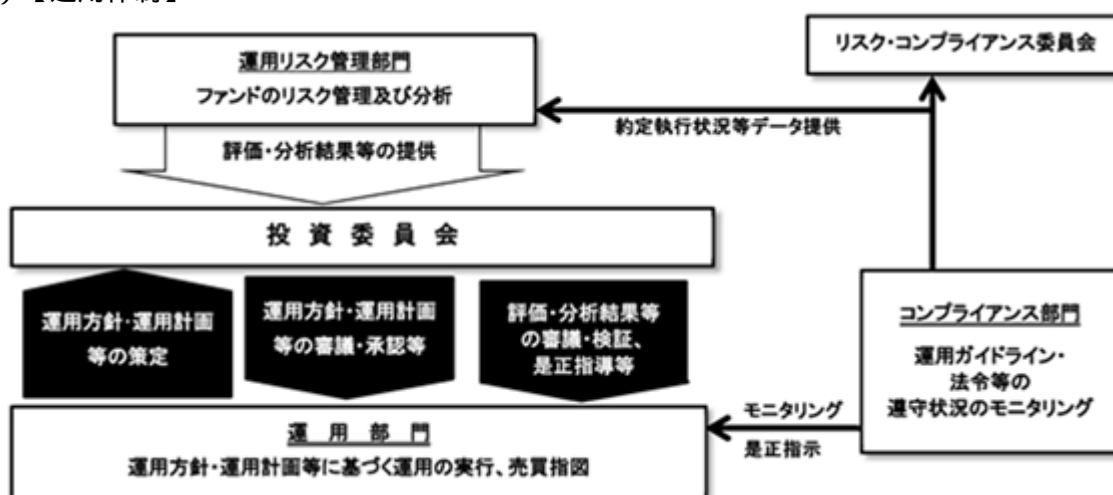 運用リスク管理部門
ファンドのリスク管理及び分析
リスク・コンプライアンス委員会
約定執行状況等データ提供
評価・分析結果等の提供
投 資 委 員 会
運用方針・運用計画
等の策定
運用方針・運用計画
等の審議・承認等
評価・分析結果等
の審議・検証、
是正指導等
コンプライアンス部門
運用ガイドライン・
法令等の
遵守状況のモニタリング
モニタリング
是正指示
運 用 部 門
運用方針・運用計画等に基づく運用の実行、売買指図